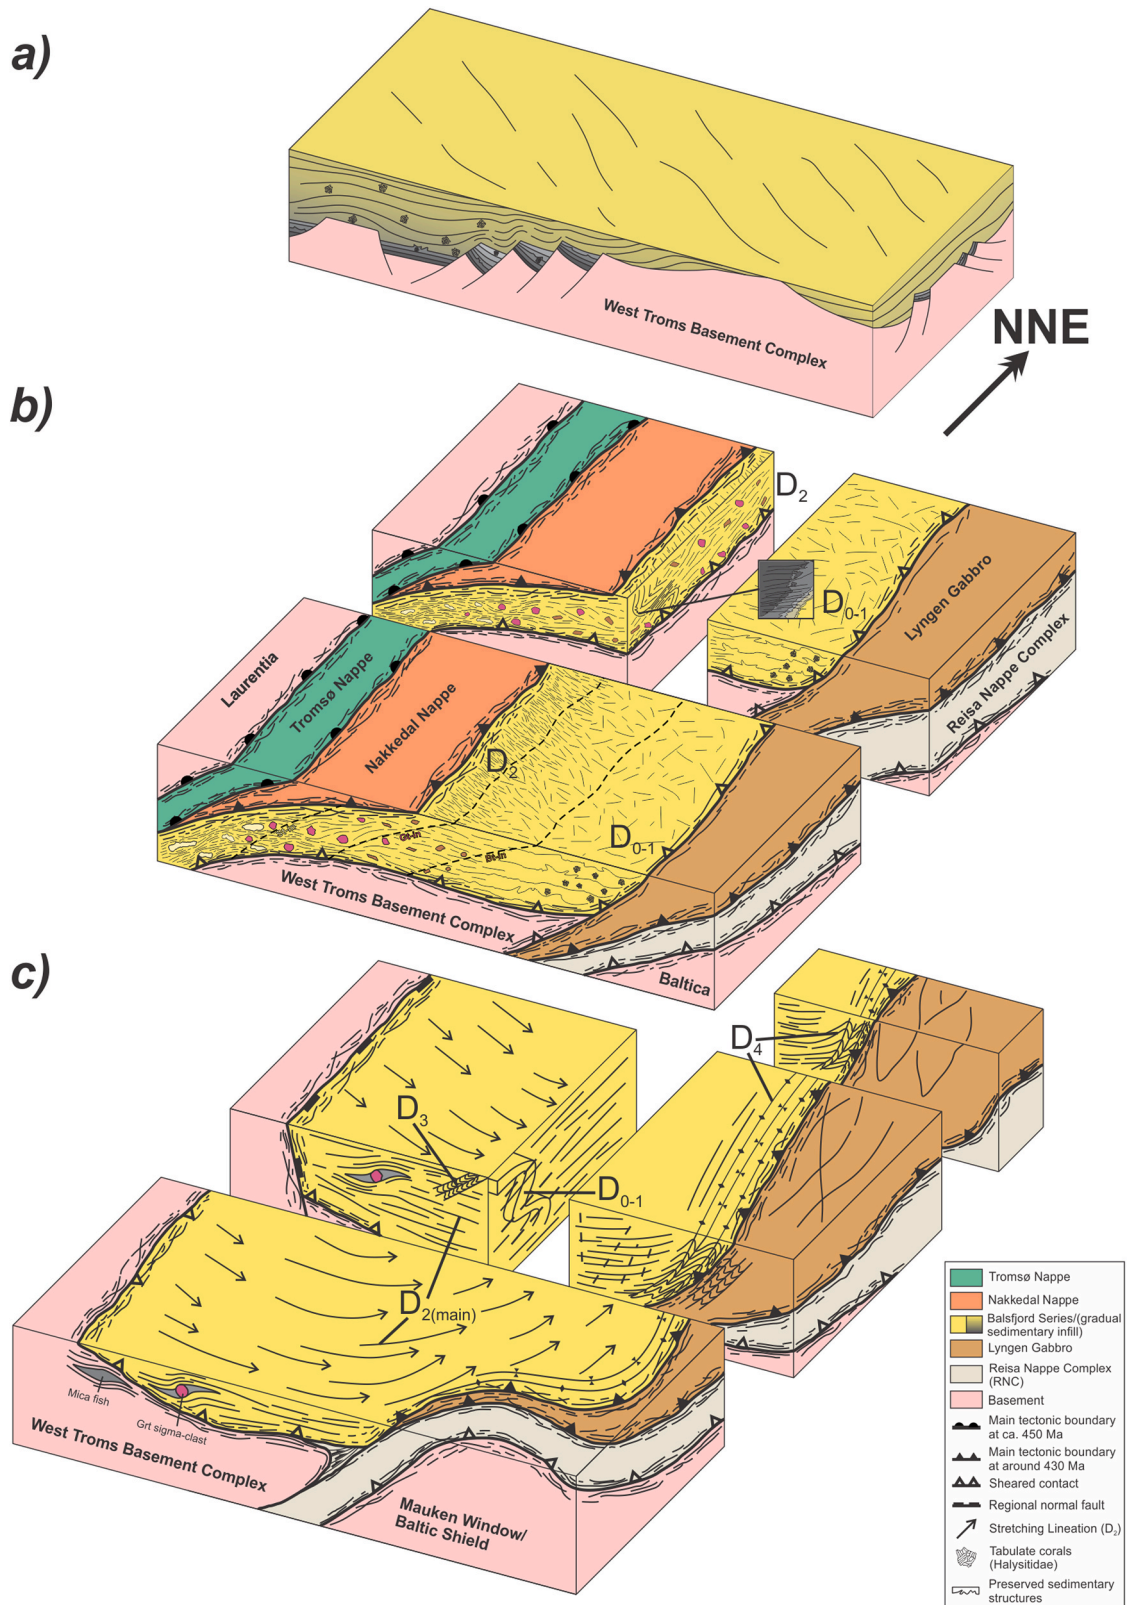 a)
West Troms Basement Complex
NNE
b)
D2
D0-1
Lyngen Gabbro
Reisa Nappe Complex
Laurentia
Tromsø Nappe
Nakkedal Nappe
D2
D0-1
Grt-in
Bt-in
West Troms Basement Complex
Baltica
c)
D4
D3
D0-1
D2(main)
Mica fish
Grt sigma-clast
West Troms Basement Complex
Mauken Window/
Baltic Shield
Tromsø Nappe
Nakkedal Nappe
Balsfjord Series/(gradual
sedimentary infill)
Lyngen Gabbro
Reisa Nappe Complex
(RNC)
Basement
Main tectonic boundary
at ca. 450 Ma
Main tectonic boundary
at around 430 Ma
Sheared contact
Regional normal fault
Stretching Lineation (D2)
Tabulate corals
(Halysitidae)
Preserved sedimentary
structures